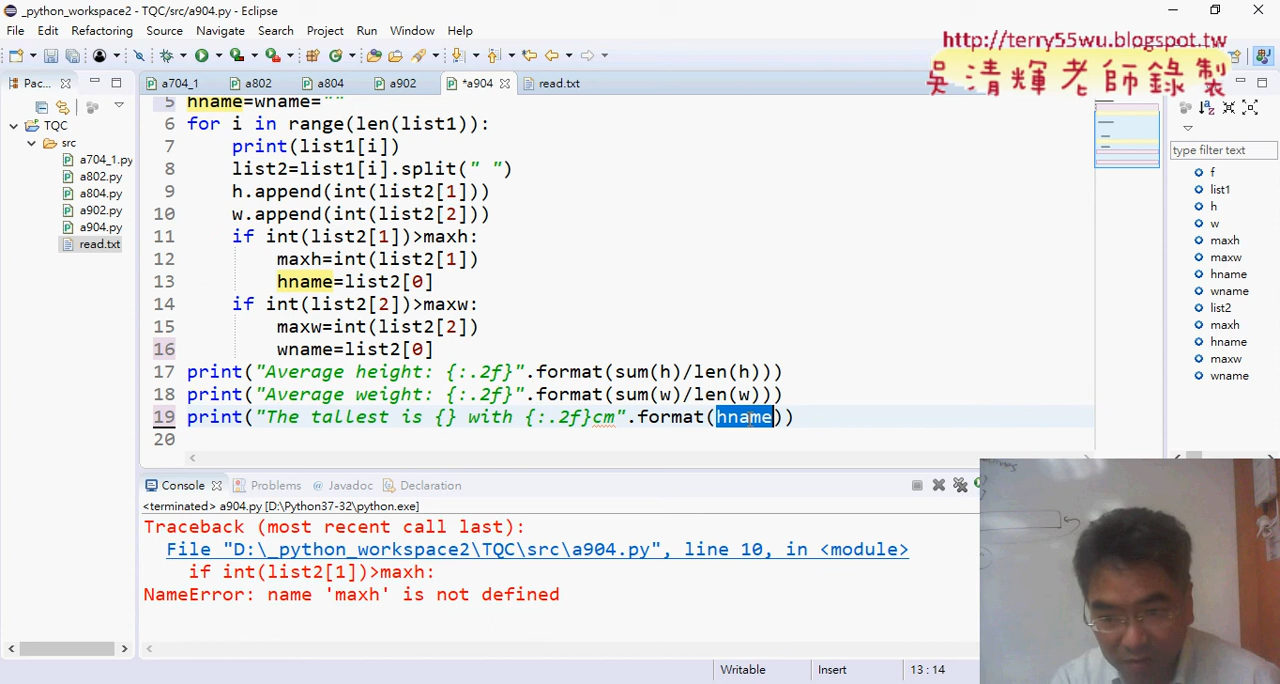 _python_workspace2 - TQC/src/a904.py - Eclipse
File Edit Refactoring Source Navigate Search Project Run Window Help
http://terry55wu.blogspot.tw
吳清輝老師錄製
Pac...
a704_1 a802 a804 a902 *a904 read.txt
TQC
src
a704_1.py
a802.py
a804.py
a902.py
a904.py
read.txt
5 hname=wname=""
6 for i in range(len(list1)):
7 print(list1[i])
8 list2=list1[i].split(" ")
9 h.append(int(list2[1]))
10 w.append(int(list2[2]))
11 if int(list2[1])>maxh:
12 maxh=int(list2[1])
13 hname=list2[0]
14 if int(list2[2])>maxw:
15 maxw=int(list2[2])
16 wname=list2[0]
17 print("Average height: {:.2f}".format(sum(h)/len(h)))
18 print("Average weight: {:.2f}".format(sum(w)/len(w)))
19 print("The tallest is {} with {:.2f}cm".format(hname))
20
type filter text
f
list1
h
w
maxh
maxw
hname
wname
list2
maxh
hname
maxw
wname
Console Problems Javadoc Declaration
<terminated> a904.py [D:\Python37-32\python.exe]
Traceback (most recent call last):
File "D:\_python_workspace2\TQC\src\a904.py", line 10, in <module>
if int(list2[1])>maxh:
NameError: name 'maxh' is not defined
Writable Insert 13 : 14